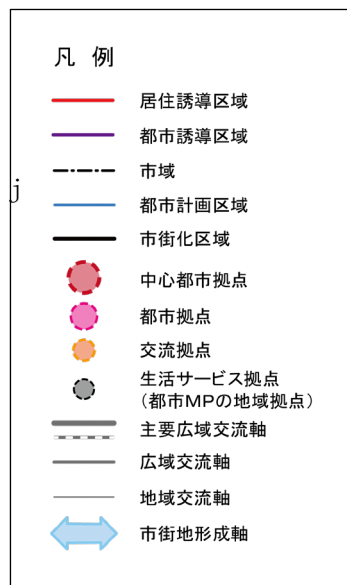 凡 例
居住誘導区域
都市誘導区域
市域
j
都市計画区域
市街化区域
中心都市拠点
都市拠点
交流拠点
生活サービス拠点
（都市MPの地域拠点）
主要広域交流軸
広域交流軸
地域交流軸
市街地形成軸